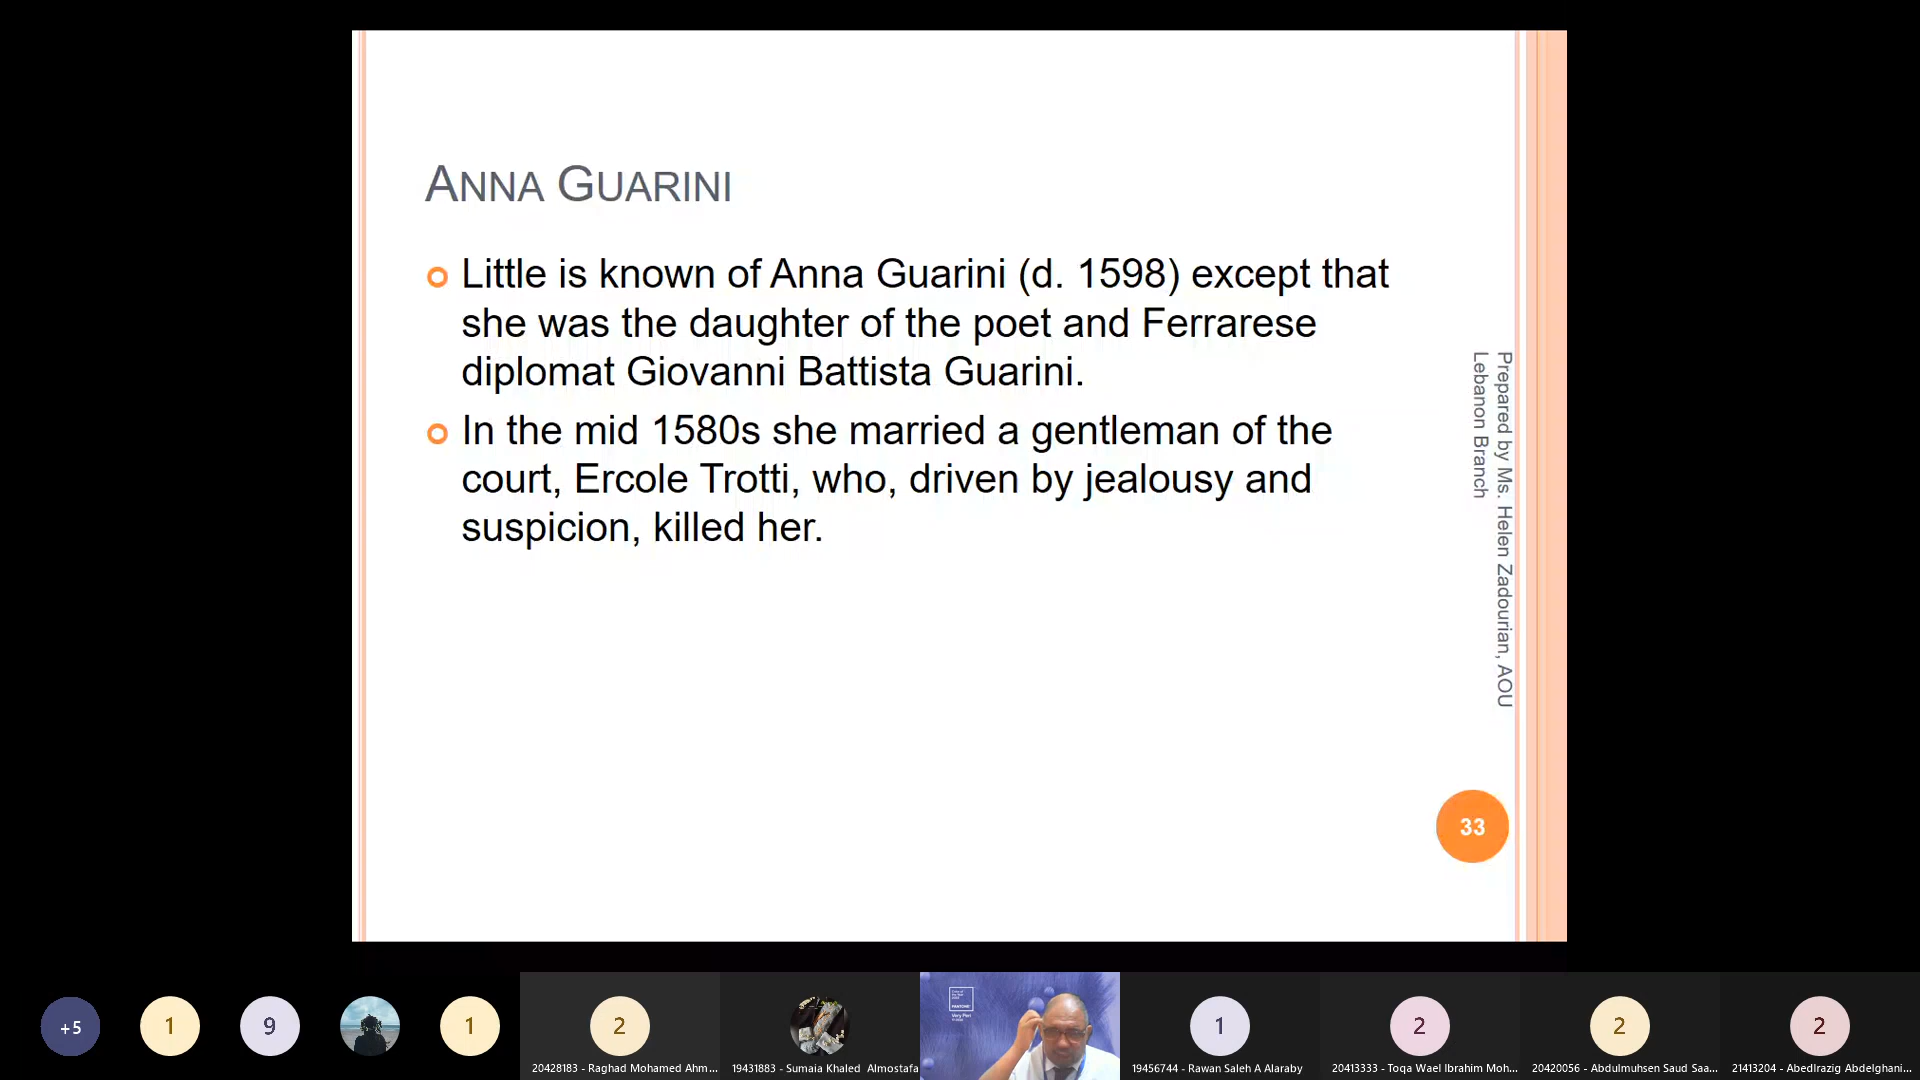 ANNA GUARINI
Little is known of Anna Guarini (d. 1598) except that
she was the daughter of the poet and Ferrarese
diplomat Giovanni Battista Guarini.
In the mid 1580s she married a gentleman of the
court, Ercole Trotti, who, driven by jealousy and
suspicion, killed her.
Prepared by Ms. Helen Zadourian, AOU
Lebanon Branch
33
+5
1
9
1
2
1
2
2
2
20428183 - Raghad Mohamed Ahm...
19431883 - Sumaia Khaled Almostafa
PANTONE
Very Peri
19456744 - Rawan Saleh A Alaraby
20413333 - Toqa Wael Ibrahim Moh...
20420056 - Abdulmuhsen Saud Saa...
21413204 - Abedlrazig Abdelghani...